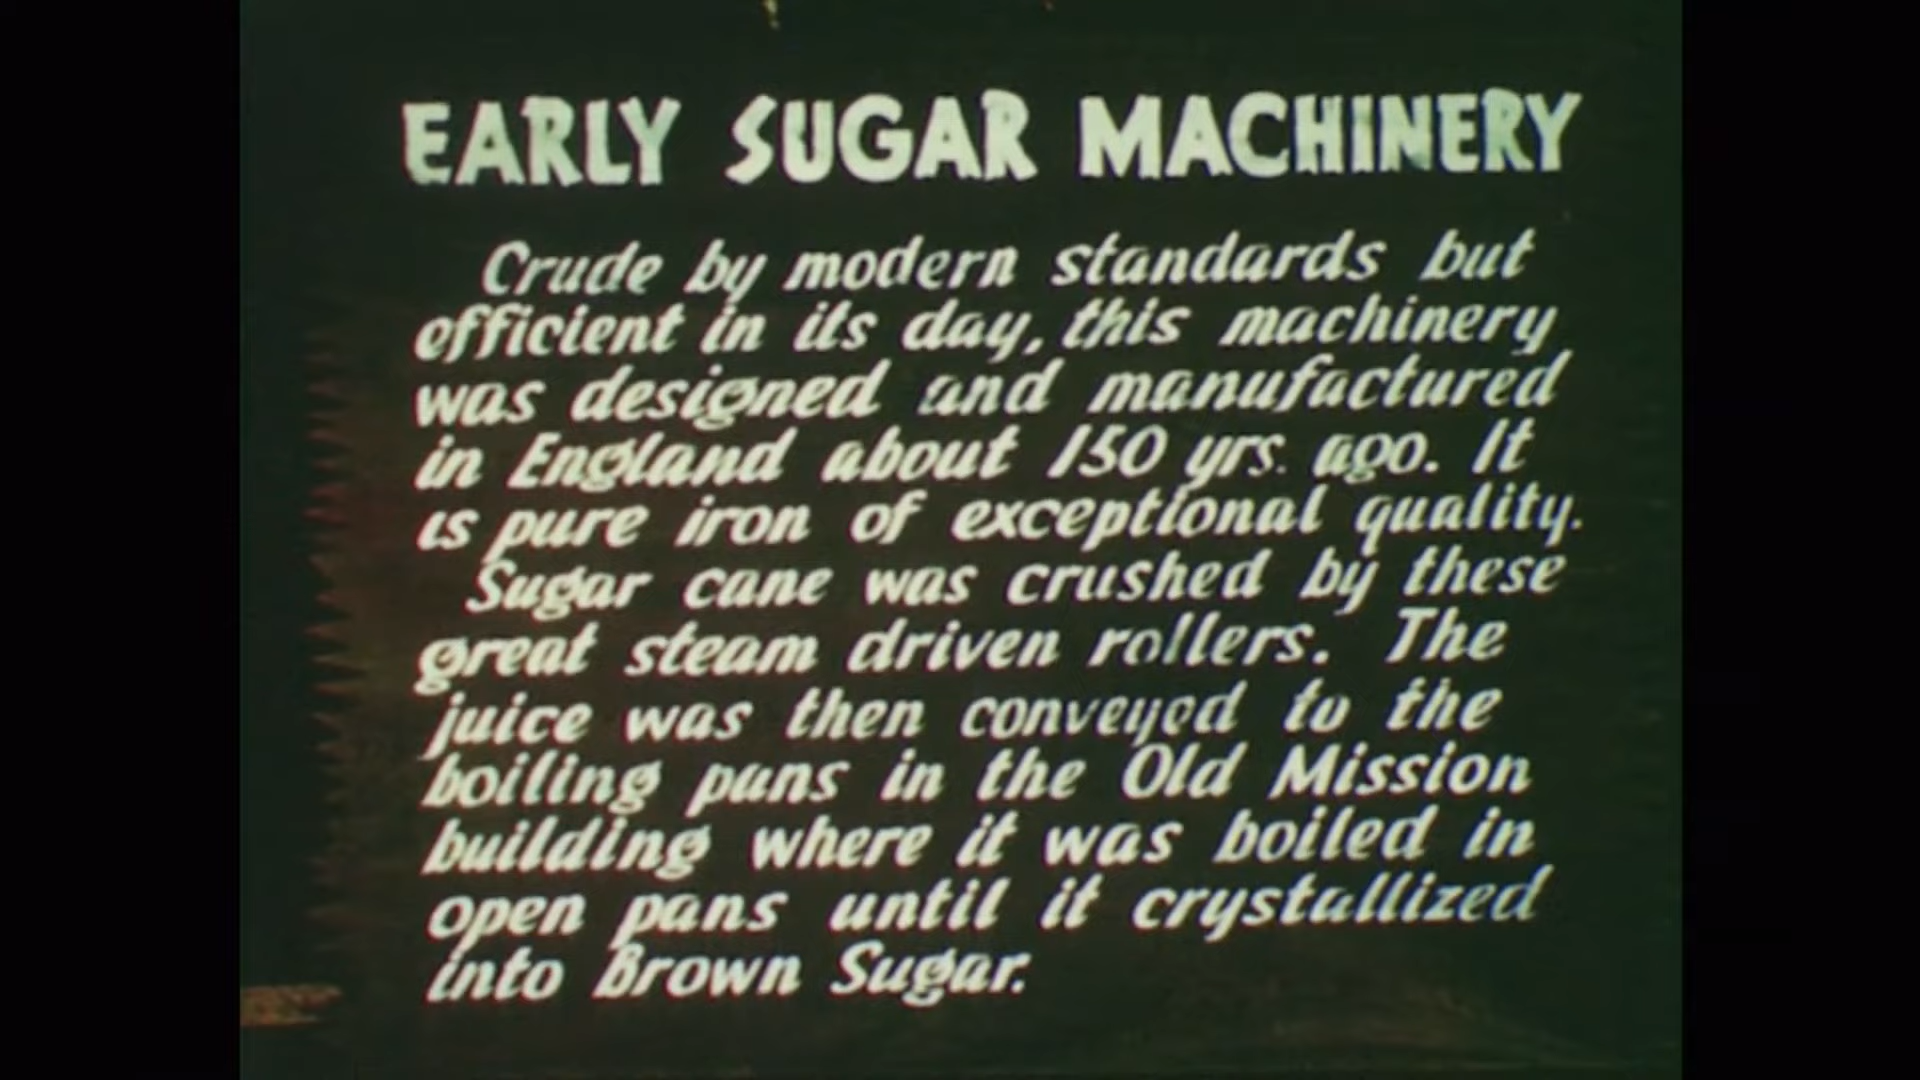 EARLY SUGAR MACHINERY
Crude by modern standards but
efficient in its day, this machinery
was designed and manufactured
in England about 150 yrs. ago. It
is pure iron of exceptional quality.
Sugar cane was crushed by these
great steam driven rollers. The
juice was then conveyed to the
boiling pans in the Old Mission
building where it was boiled in
open pans until it crystallized
into Brown Sugar.